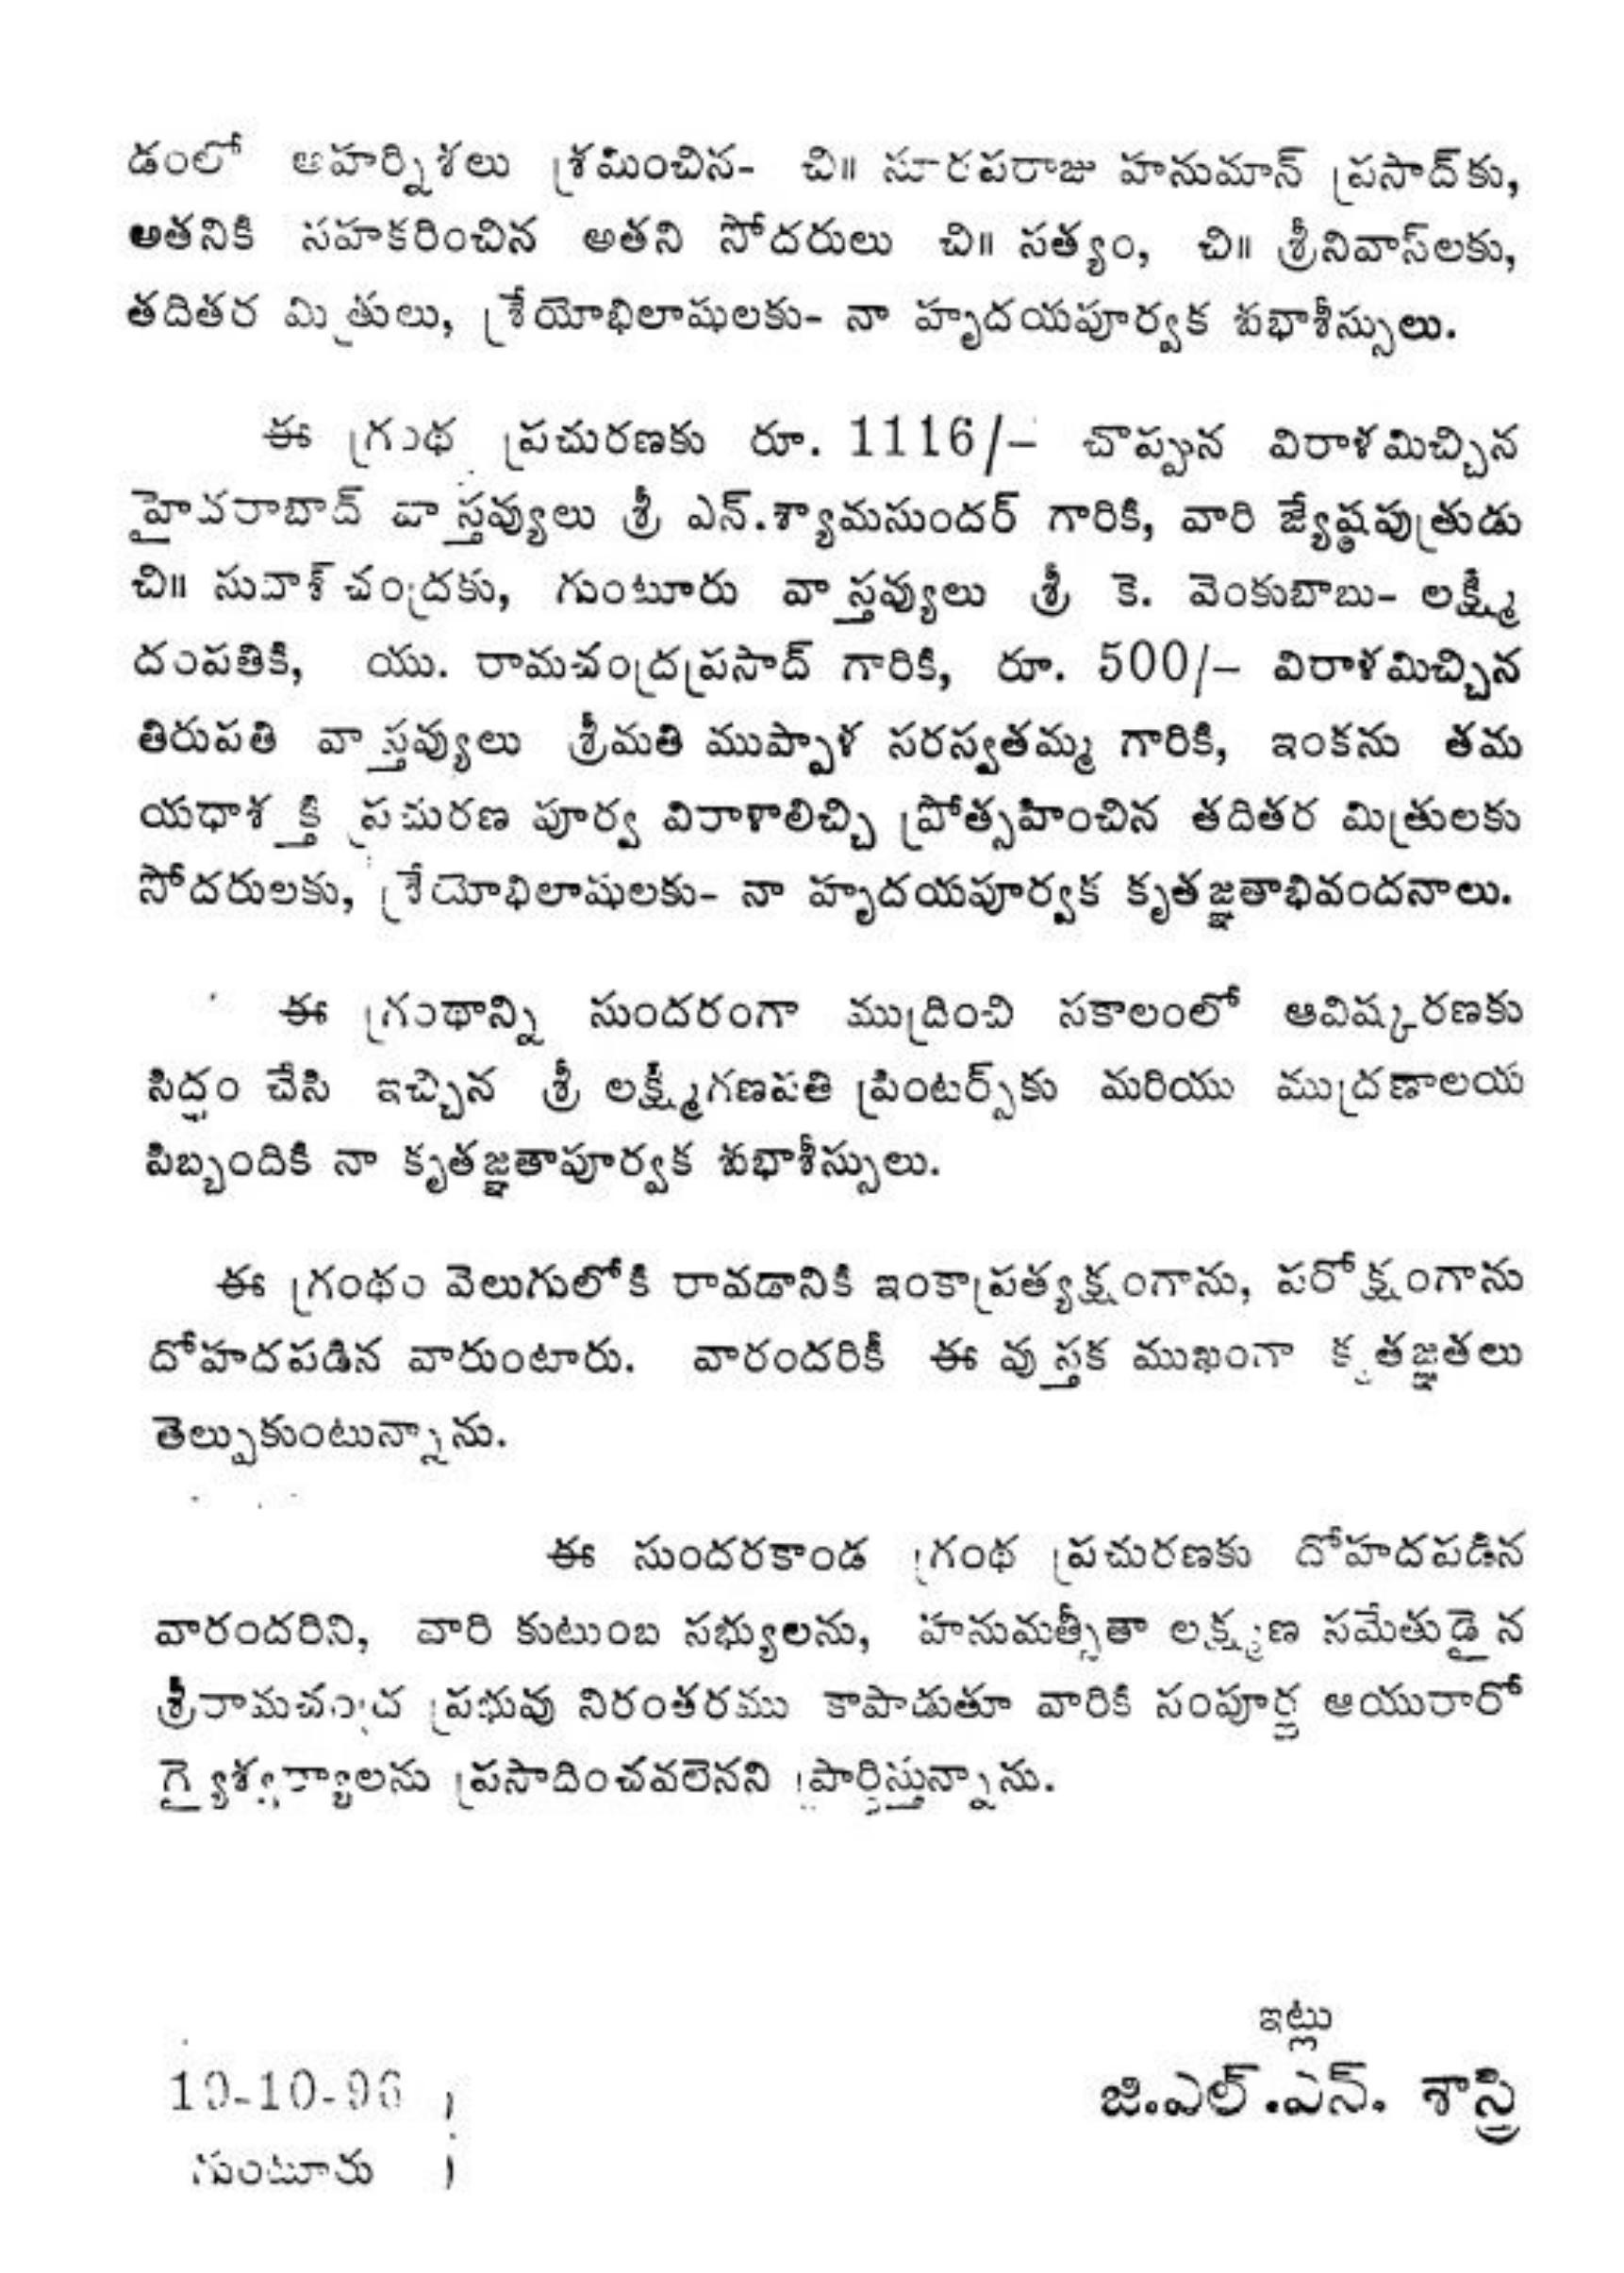 డంలో అహర్నిశలు శ్రమించిన- చి॥ సూరపరాజు హనుమాన్ ప్రసాద్‌కు,
అతనికి సహకరించిన అతని సోదరులు చి॥ సత్యం, చి॥ శ్రీనివాస్‌లకు,
తదితర మిత్రులు, శ్రేయోభిలాషులకు- నా హృదయపూర్వక శుభాశీస్సులు.
ఈ గ్రంథ ప్రచురణకు రూ. 1116/- చొప్పున విరాళమిచ్చిన
హైదరాబాద్ వాస్తవ్యులు శ్రీ ఎన్.శ్యామసుందర్ గారికి, వారి జ్యేష్ఠపుత్రుడు
చి॥ సుభాశ్ చంద్రకు, గుంటూరు వాస్తవ్యులు శ్రీ కె. వెంకుబాబు- లక్ష్మీ
దంపతికి, యు. రామచంద్రప్రసాద్ గారికి, రూ. 500/- విరాళమిచ్చిన
తిరుపతి వాస్తవ్యులు శ్రీమతి ముప్పాళ సరస్వతమ్మ గారికి, ఇంకను తమ
యధాశక్తి ప్రచురణ పూర్వ విరాళాలిచ్చి ప్రోత్సహించిన తదితర మిత్రులకు
సోదరులకు, శ్రేయోభిలాషులకు- నా హృదయపూర్వక కృతజ్ఞతాభివందనాలు.
ఈ గ్రంథాన్ని సుందరంగా ముద్రించి సకాలంలో ఆవిష్కరణకు
సిద్ధం చేసి ఇచ్చిన శ్రీ లక్ష్మీగణపతి ప్రింటర్స్‌కు మరియు ముద్రణాలయ
సిబ్బందికి నా కృతజ్ఞతాపూర్వక శుభాశీస్సులు.
ఈ గ్రంథం వెలుగులోకి రావడానికి ఇంకాప్రత్యక్షంగాను, పరోక్షంగాను
దోహదపడిన వారుంటారు. వారందరికీ ఈ పుస్తక ముఖంగా కృతజ్ఞతలు
తెల్పుకుంటున్నాను.
ఈ సుందరకాండ గ్రంథ ప్రచురణకు దోహదపడిన
వారందరిని, వారి కుటుంబ సభ్యులను, హనుమత్సీతా లక్ష్మణ సమేతుడైన
శ్రీరామచంద్ర ప్రభువు నిరంతరము కాపాడుతూ వారికి సంపూర్ణ ఆయురారో
గ్యైశ్వర్యాలను ప్రసాదించవలెనని ప్రార్థిస్తున్నాను.
ఇట్లు
జి.ఎల్.ఎన్. శాస్త్రి
గుంటూరు